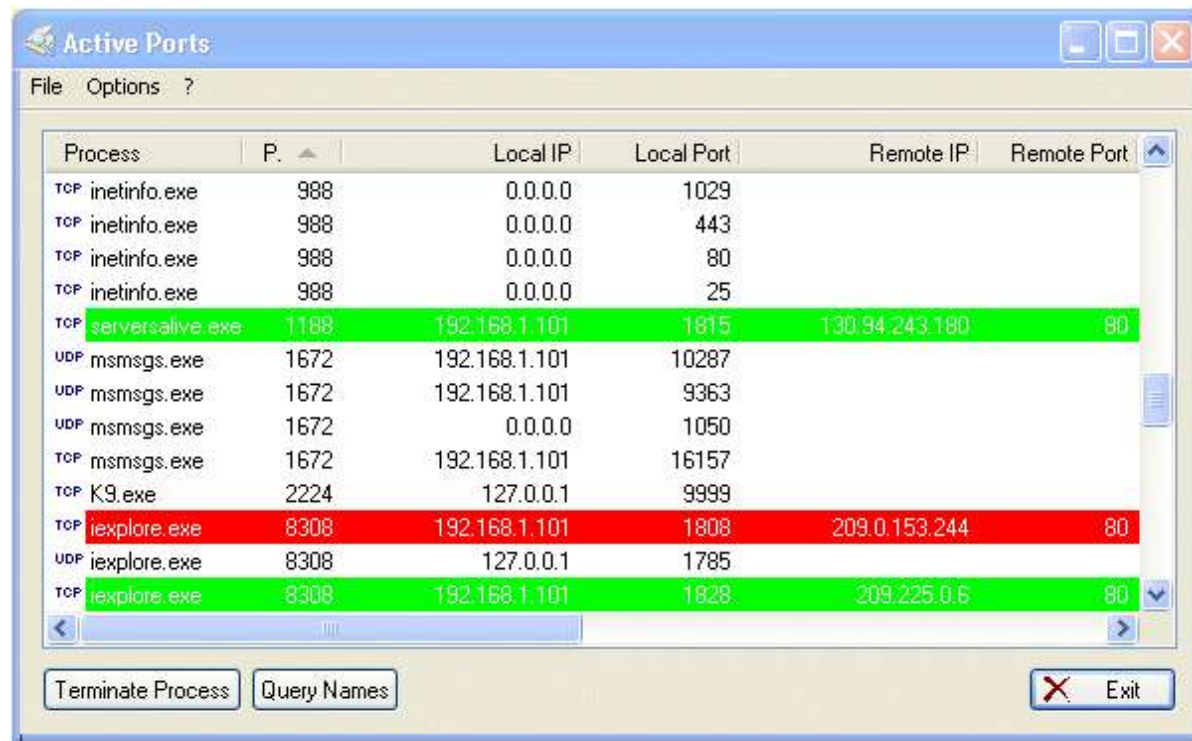 Active Ports
File Options ?
Process P. Local IP Local Port Remote IP Remote Port
TCP inetinfo.exe 988 0.0.0.0 1029
TCP inetinfo.exe 988 0.0.0.0 443
TCP inetinfo.exe 988 0.0.0.0 80
TCP inetinfo.exe 988 0.0.0.0 25
TCP serversalive.exe 1188 192.168.1.101 1815 130.94.243.180 80
UDP msmsgs.exe 1672 192.168.1.101 10287
UDP msmsgs.exe 1672 192.168.1.101 9363
UDP msmsgs.exe 1672 0.0.0.0 1050
TCP msmsgs.exe 1672 192.168.1.101 16157
TCP K9.exe 2224 127.0.0.1 9999
TCP iexplore.exe 8308 192.168.1.101 1808 209.0.153.244 80
UDP iexplore.exe 8308 127.0.0.1 1785
TCP iexplore.exe 8308 192.168.1.101 1828 209.225.0.6 80
Terminate Process Query Names Exit